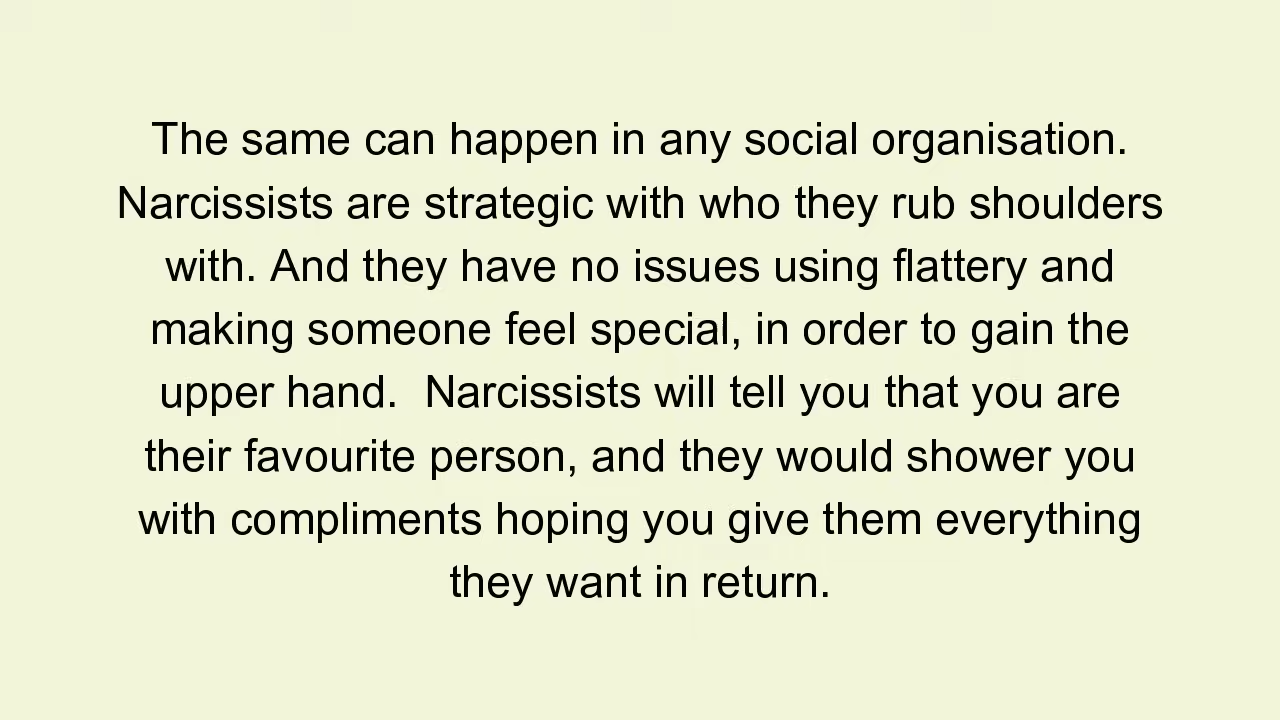 The same can happen in any social organisation.
Narcissists are strategic with who they rub shoulders
with. And they have no issues using flattery and
making someone feel special, in order to gain the
upper hand.  Narcissists will tell you that you are
their favourite person, and they would shower you
with compliments hoping you give them everything
they want in return.